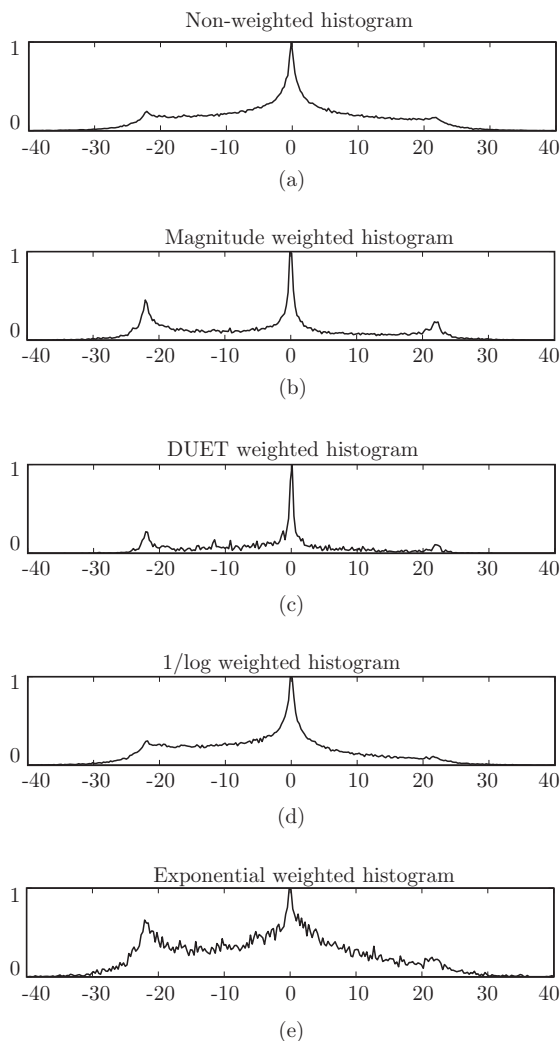 Non-weighted histogram
1
0
-40 -30 -20 -10 0 10 20 30 40
(a)
Magnitude weighted histogram
1
0
-40 -30 -20 -10 0 10 20 30 40
(b)
DUET weighted histogram
1
0
-40 -30 -20 -10 0 10 20 30 40
(c)
1/log weighted histogram
1
0
-40 -30 -20 -10 0 10 20 30 40
(d)
Exponential weighted histogram
1
0
-40 -30 -20 -10 0 10 20 30 40
(e)